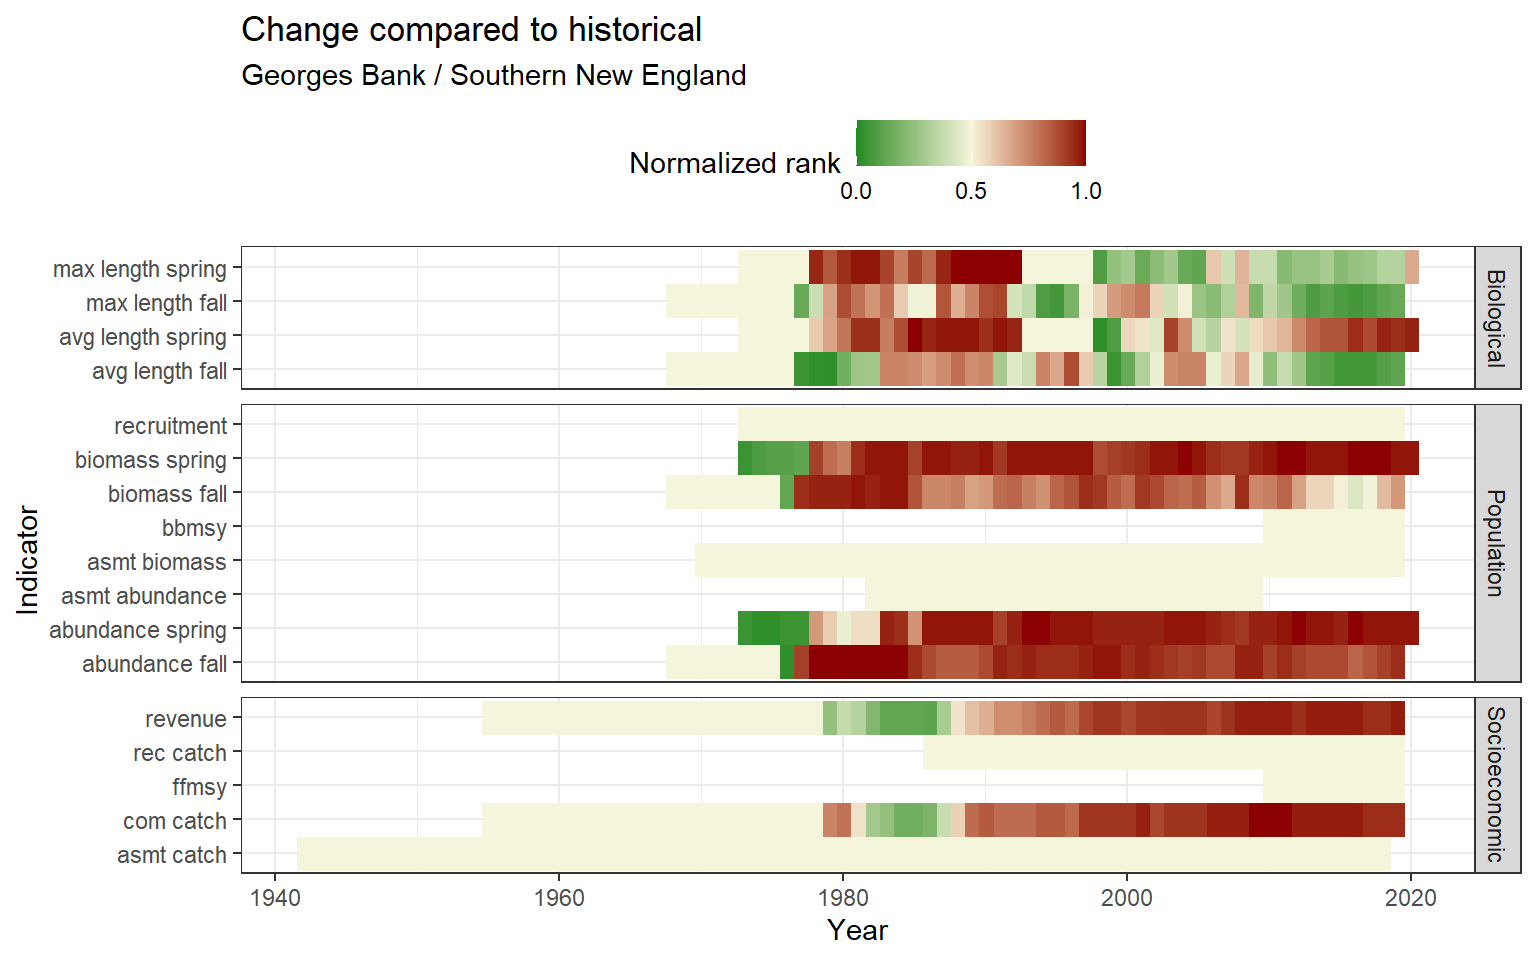 Change compared to historical
Georges Bank / Southern New England
Normalized rank
0.0 0.5 1.0
Indicator
max length spring
max length fall
avg length spring
avg length fall
Biological
recruitment
biomass spring
biomass fall
bbmsy
asmt biomass
asmt abundance
abundance spring
abundance fall
Population
revenue
rec catch
ffmsy
com catch
asmt catch
Socioeconomic
1940 1960 1980 2000 2020
Year